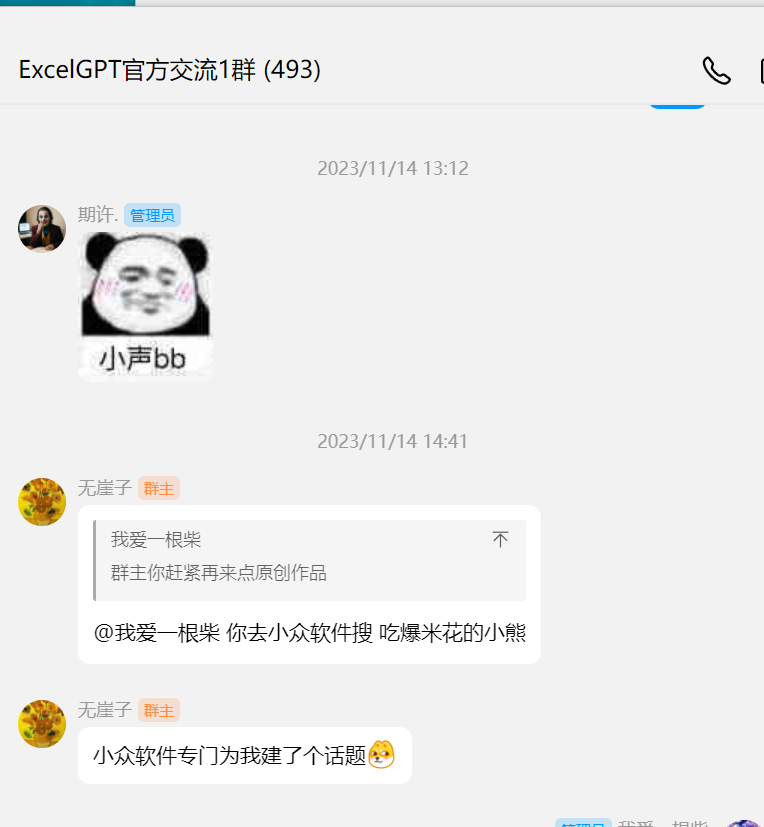 ExcelGPT官方交流1群 (493)
2023/11/14 13:12
期许. 管理员
小声bb
2023/11/14 14:41
无崖子 群主
我爱一根柴
群主你赶紧再来点原创作品
@我爱一根柴 你去小众软件搜 吃爆米花的小熊
无崖子 群主
小众软件专门为我建了个话题
管理员 我爱一根柴